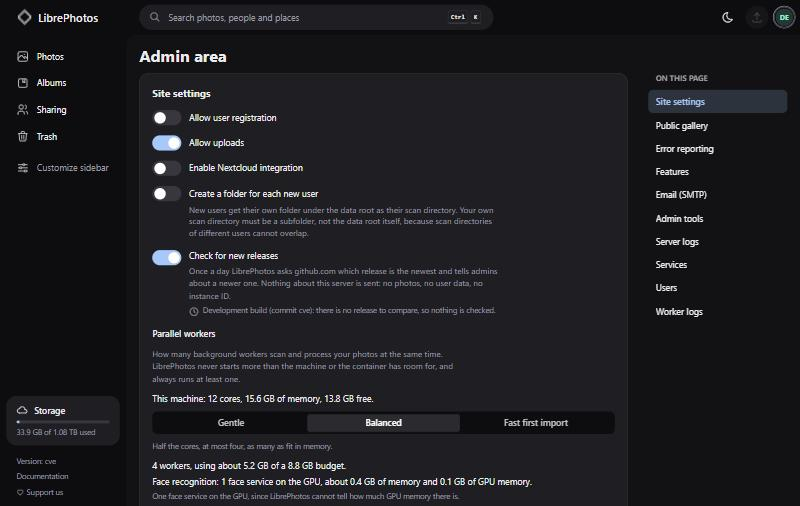 LibrePhotos
Search photos, people and places
Ctrl K
DE
Photos
Albums
Sharing
Trash
Customize sidebar
Storage
33.9 GB of 1.08 TB used
Version: cve
Documentation
Support us
Admin area
Site settings
Allow user registration
Allow uploads
Enable Nextcloud integration
Create a folder for each new user
New users get their own folder under the data root as their scan directory. Your own
scan directory must be a subfolder, not the data root itself, because scan directories
of different users cannot overlap.
Check for new releases
Once a day LibrePhotos asks github.com which release is the newest and tells admins
about a newer one. Nothing about this server is sent: no photos, no user data, no
instance ID.
Development build (commit cve): there is no release to compare, so nothing is checked.
Parallel workers
How many background workers scan and process your photos at the same time.
LibrePhotos never starts more than the machine or the container has room for, and
always runs at least one.
This machine: 12 cores, 15.6 GB of memory, 13.8 GB free.
Gentle
Balanced
Fast first import
Half the cores, at most four, as many as fit in memory.
4 workers, using about 5.2 GB of a 8.8 GB budget.
Face recognition: 1 face service on the GPU, about 0.4 GB of memory and 0.1 GB of GPU memory.
One face service on the GPU, since LibrePhotos cannot tell how much GPU memory there is.
ON THIS PAGE
Site settings
Public gallery
Error reporting
Features
Email (SMTP)
Admin tools
Server logs
Services
Users
Worker logs